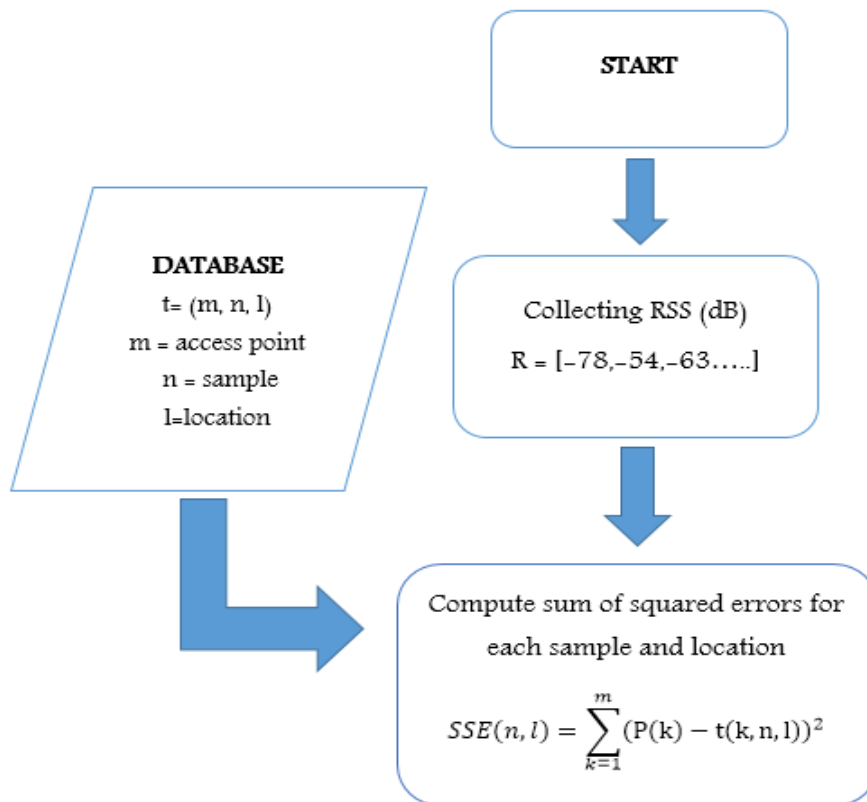 START
DATABASE
t= (m, n, l)
m = access point
n = sample
l=location
Collecting RSS (dB)
R = [-78,-54,-63…..]
Compute sum of squared errors for
each sample and location
𝑆𝑆𝐸(𝑛, 𝑙) = ∑_{𝑘=1}^{𝑚} (P(k) − t(k, n, l))²